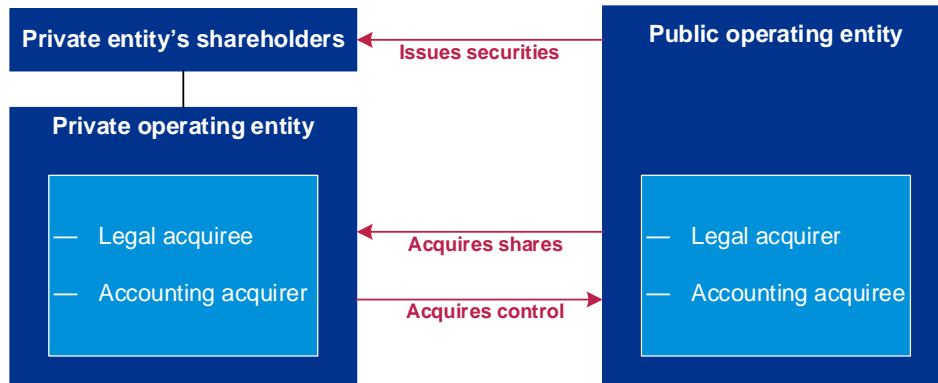 Private entity's shareholders
Issues securities
Public operating entity
Private operating entity
— Legal acquiree
— Accounting acquirer
Acquires shares
Acquires control
— Legal acquirer
— Accounting acquiree